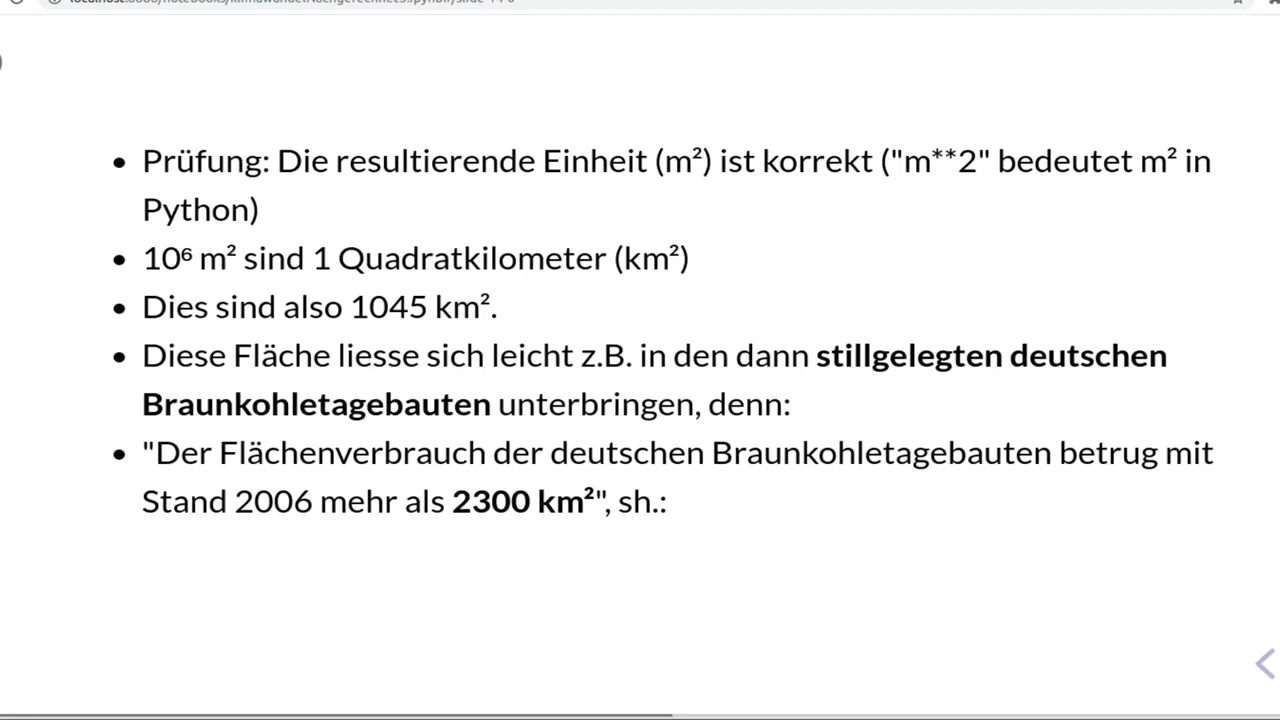 • Prüfung: Die resultierende Einheit (m²) ist korrekt ("m**2" bedeutet m² in
Python)
• 10⁶ m² sind 1 Quadratkilometer (km²)
• Dies sind also 1045 km².
• Diese Fläche liesse sich leicht z.B. in den dann stillgelegten deutschen
Braunkohletagebauten unterbringen, denn:
• "Der Flächenverbrauch der deutschen Braunkohletagebauten betrug mit
Stand 2006 mehr als 2300 km²", sh.: